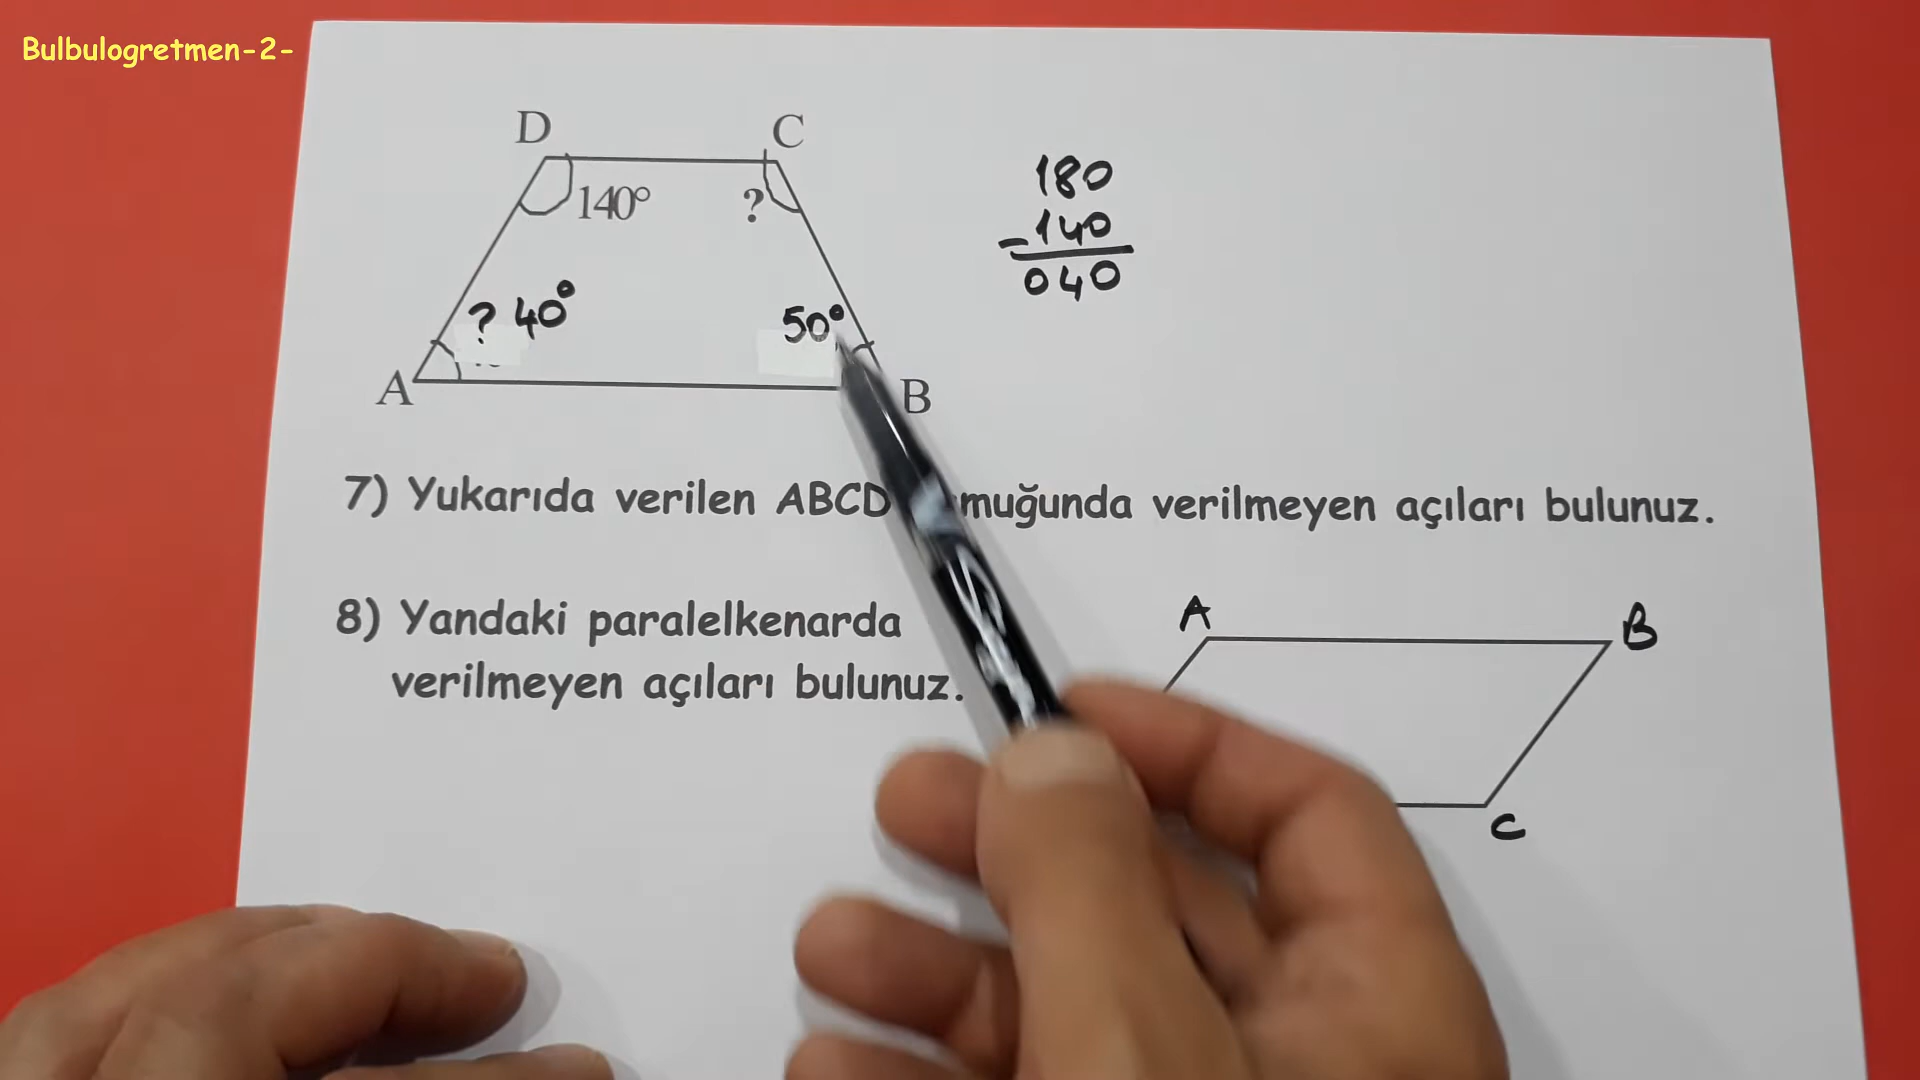 Bulbulogretmen-2-
D C
140° ?
? 40° 50°
A B
180
-140
040
7) Yukarıda verilen ABCD muğunda verilmeyen açıları bulunuz.
8) Yandaki paralelkenarda
verilmeyen açıları bulunuz.
A B
C